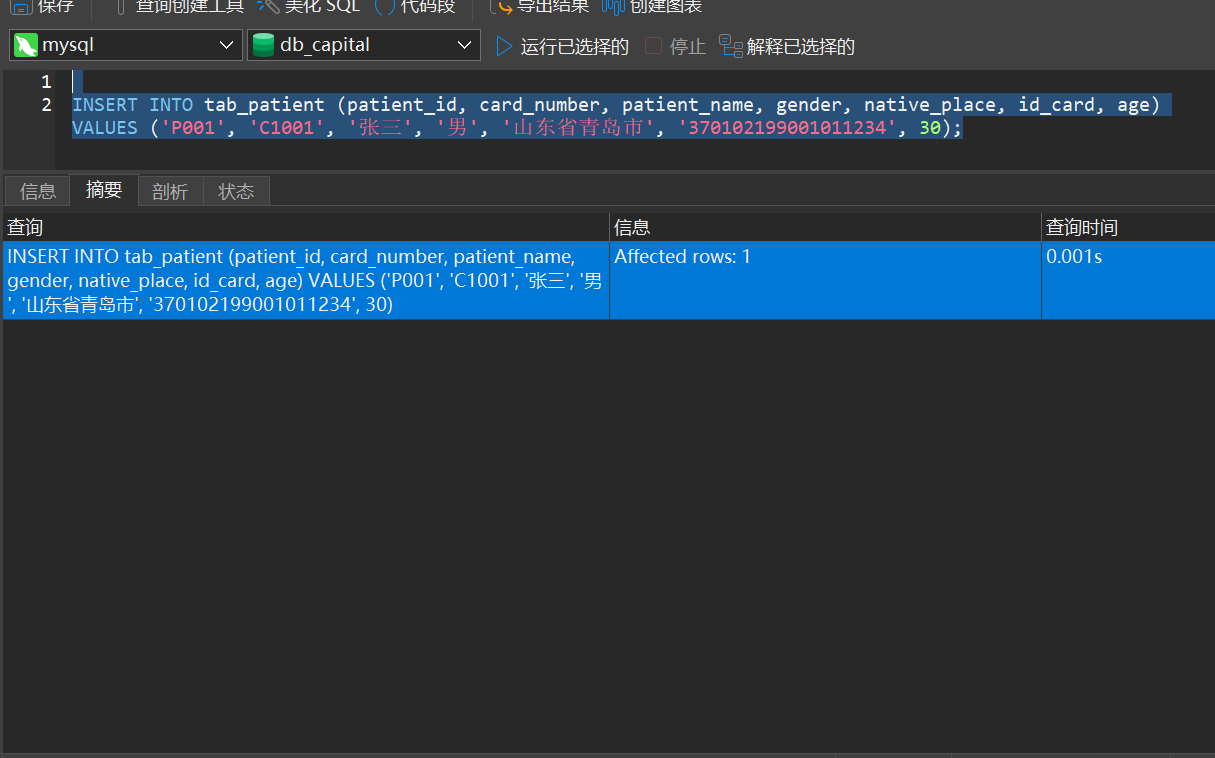 保存 查询创建工具 美化 SQL () 代码段 导出结果 创建图表
mysql db_capital 运行已选择的 停止 解释已选择的
1
2 INSERT INTO tab_patient (patient_id, card_number, patient_name, gender, native_place, id_card, age)
VALUES ('P001', 'C1001', '张三', '男', '山东省青岛市', '370102199001011234', 30);
信息 摘要 剖析 状态
查询 信息 查询时间
INSERT INTO tab_patient (patient_id, card_number, patient_name, Affected rows: 1 0.001s
gender, native_place, id_card, age) VALUES ('P001', 'C1001', '张三', '男
', '山东省青岛市', '370102199001011234', 30)